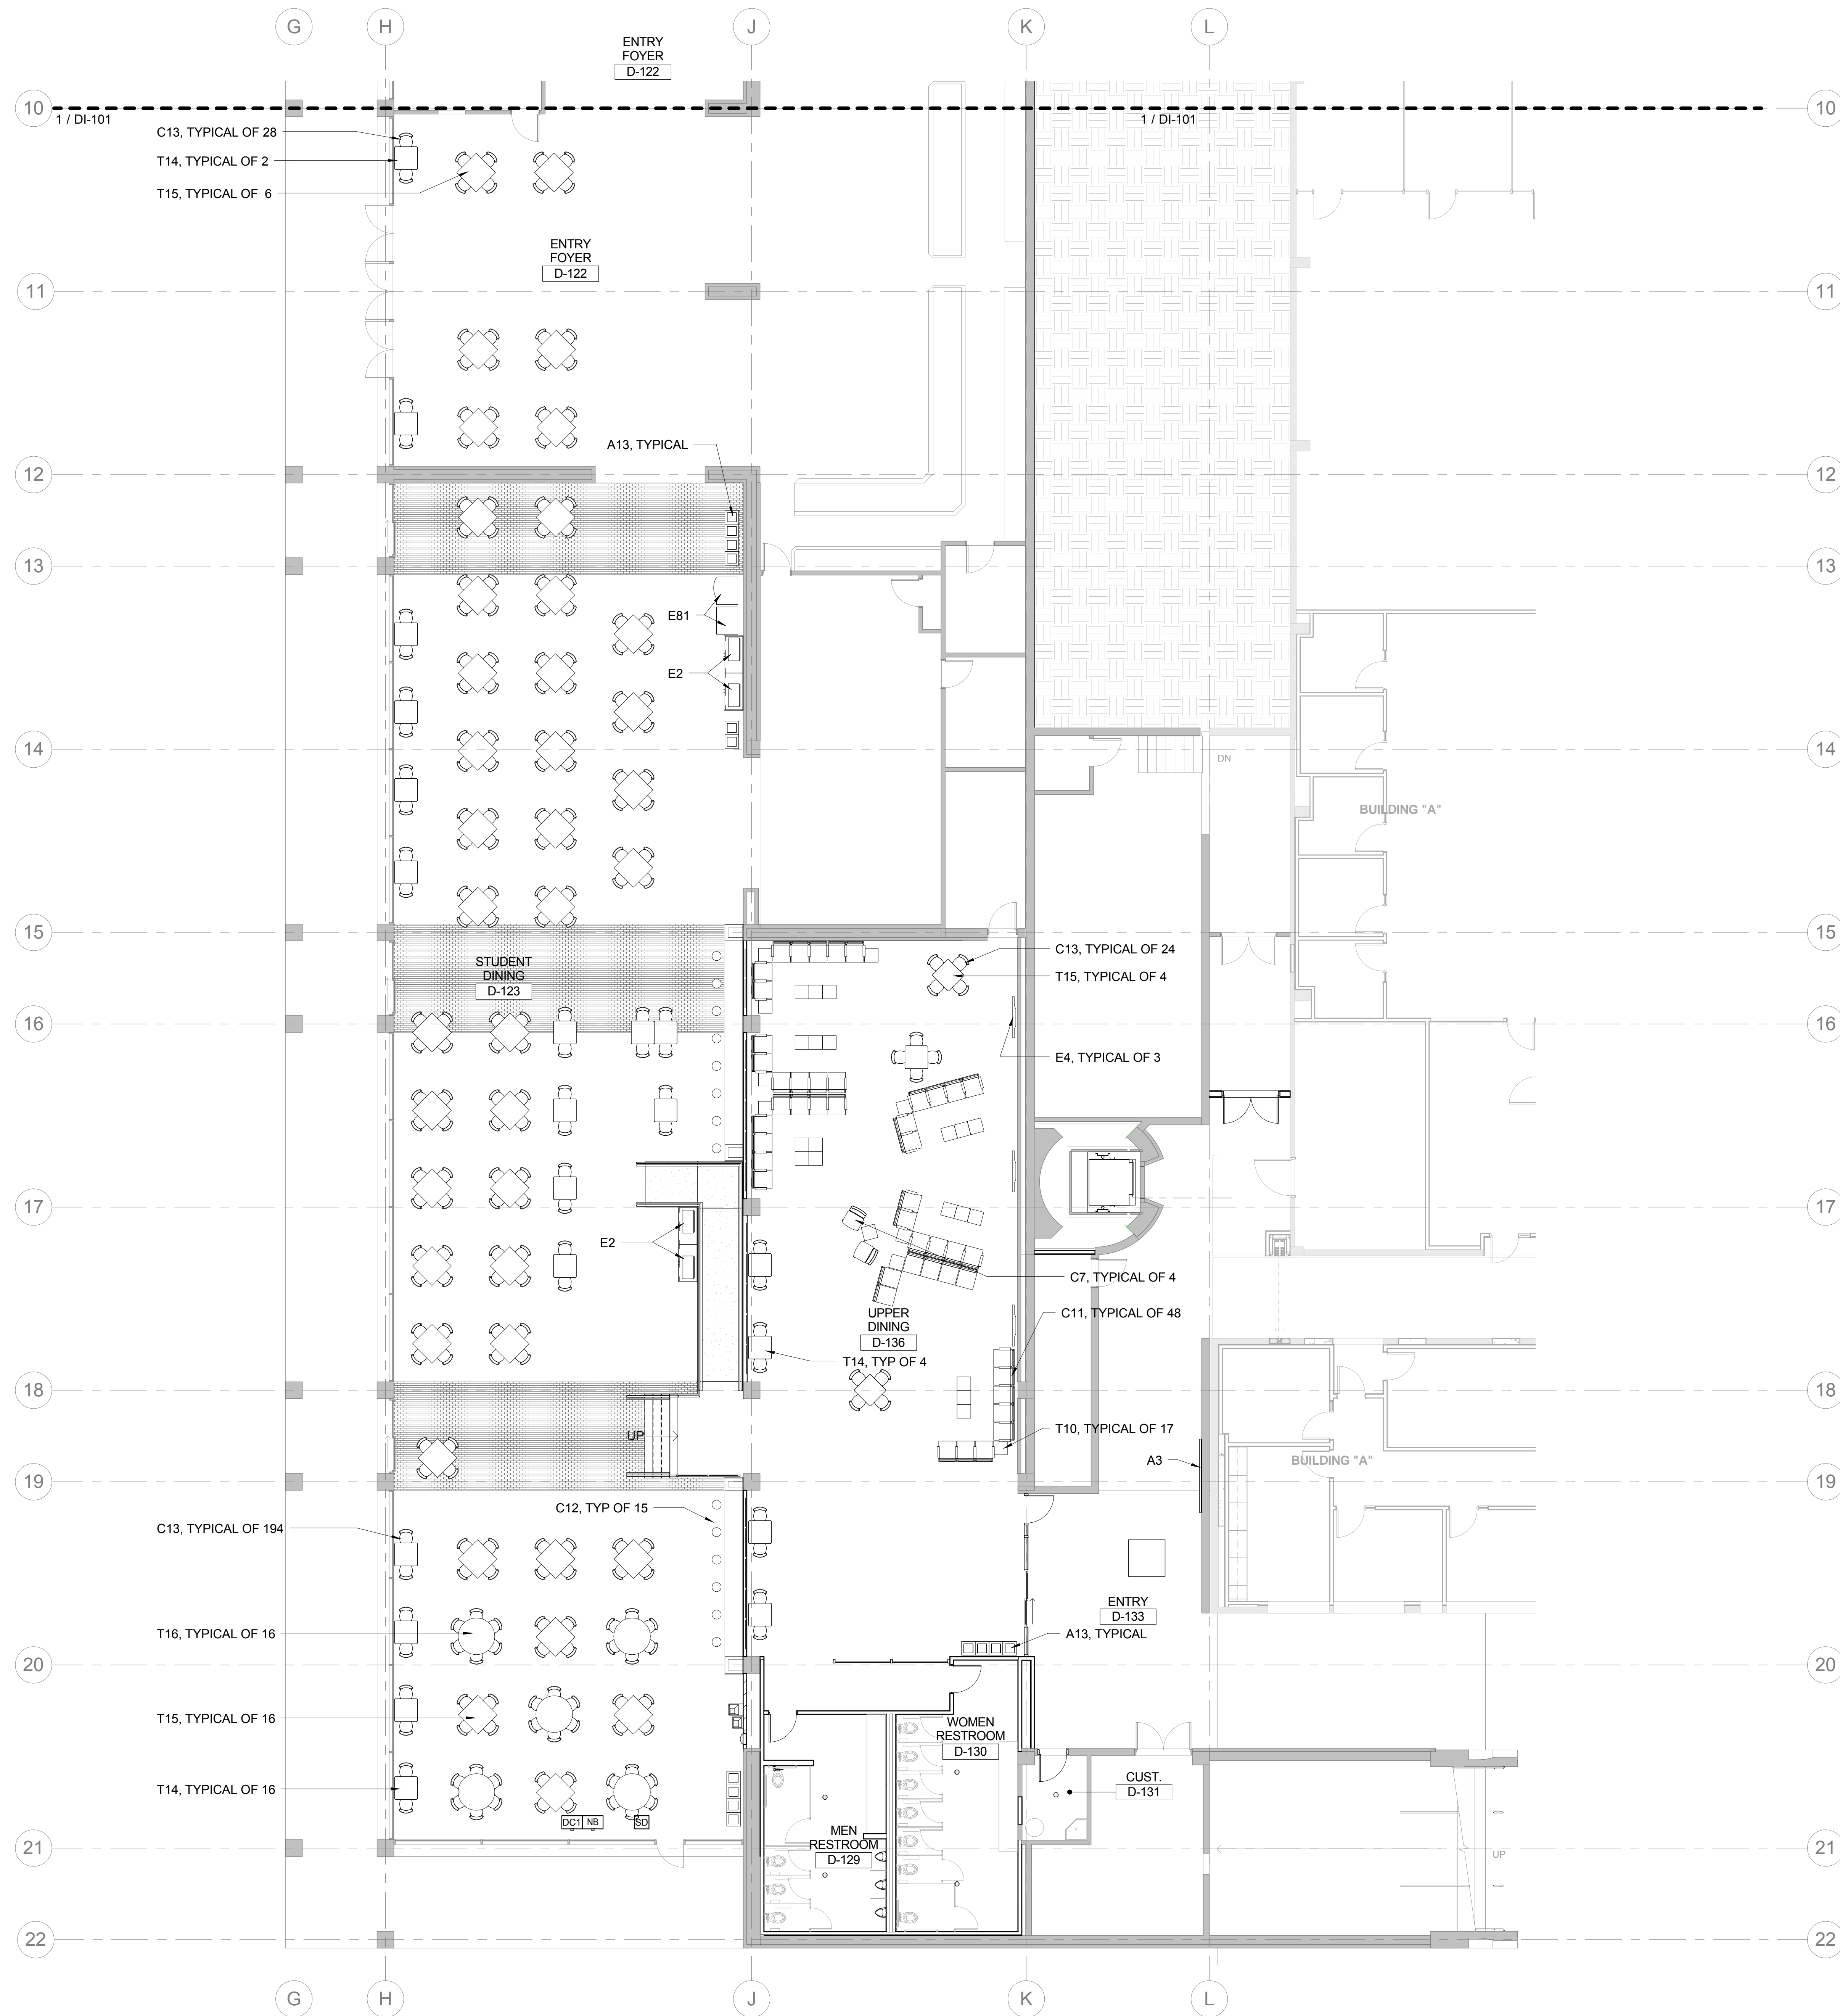 G
H
J
K
L
ENTRY
FOYER
D-122
10
10
1 / DI-101
1 / DI-101
C13, TYPICAL OF 28
T14, TYPICAL OF 2
T15, TYPICAL OF  6
ENTRY
FOYER
D-122
11
11
A13, TYPICAL
12
12
13
13
E81
E2
14
14
DN
BUILDING "A"
15
15
C13, TYPICAL OF 24
STUDENT
DINING
D-123
T15, TYPICAL OF 4
16
16
E4, TYPICAL OF 3
17
17
E2
C7, TYPICAL OF 4
C11, TYPICAL OF 48
UPPER
DINING
D-136
T14, TYP OF 4
18
18
T10, TYPICAL OF 17
UP
A3
BUILDING "A"
19
19
C12, TYP OF 15
C13, TYPICAL OF 194
ENTRY
D-133
T16, TYPICAL OF 16
A13, TYPICAL
20
20
T15, TYPICAL OF 16
WOMEN
RESTROOM
D-130
CUST.
D-131
T14, TYPICAL OF 16
DC1 NB SD
MEN
RESTROOM
D-129
21
21
UP
22
22
G
H
J
K
L